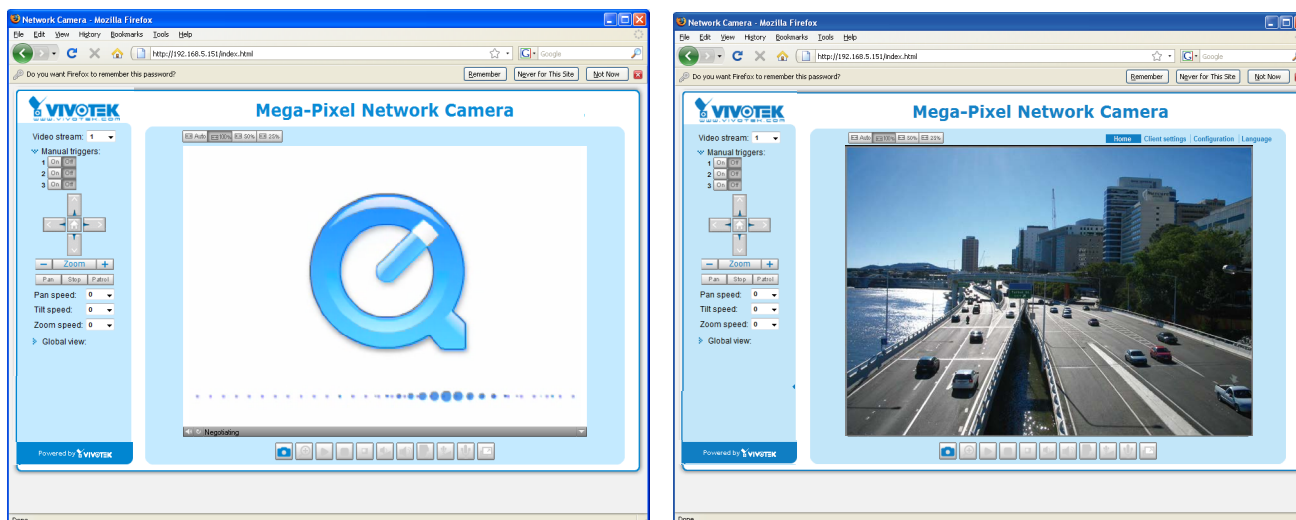 Network Camera - Mozilla Firefox
File Edit View History Bookmarks Tools Help
http://192.168.5.151/index.html
Google
Do you want Firefox to remember this password?
Remember Never for This Site Not Now
VIVOTEK
WWW.VIVOTEK.COM
Mega-Pixel Network Camera
Video stream: 1
Auto 100% 50% 25%
Manual triggers:
1 On Off
2 On Off
3 On Off
− Zoom +
Pan Stop Patrol
Pan speed: 0
Tilt speed: 0
Zoom speed: 0
Global view:
Negotiating
Powered by VIVOTEK
Done
Network Camera - Mozilla Firefox
File Edit View History Bookmarks Tools Help
http://192.168.5.151/index.html
Google
Do you want Firefox to remember this password?
Remember Never for This Site Not Now
VIVOTEK
WWW.VIVOTEK.COM
Mega-Pixel Network Camera
Video stream: 1
Auto 100% 50% 25%
Home Client settings Configuration Language
Manual triggers:
1 On Off
2 On Off
3 On Off
− Zoom +
Pan Stop Patrol
Pan speed: 0
Tilt speed: 0
Zoom speed: 0
Global view:
Powered by VIVOTEK
Done